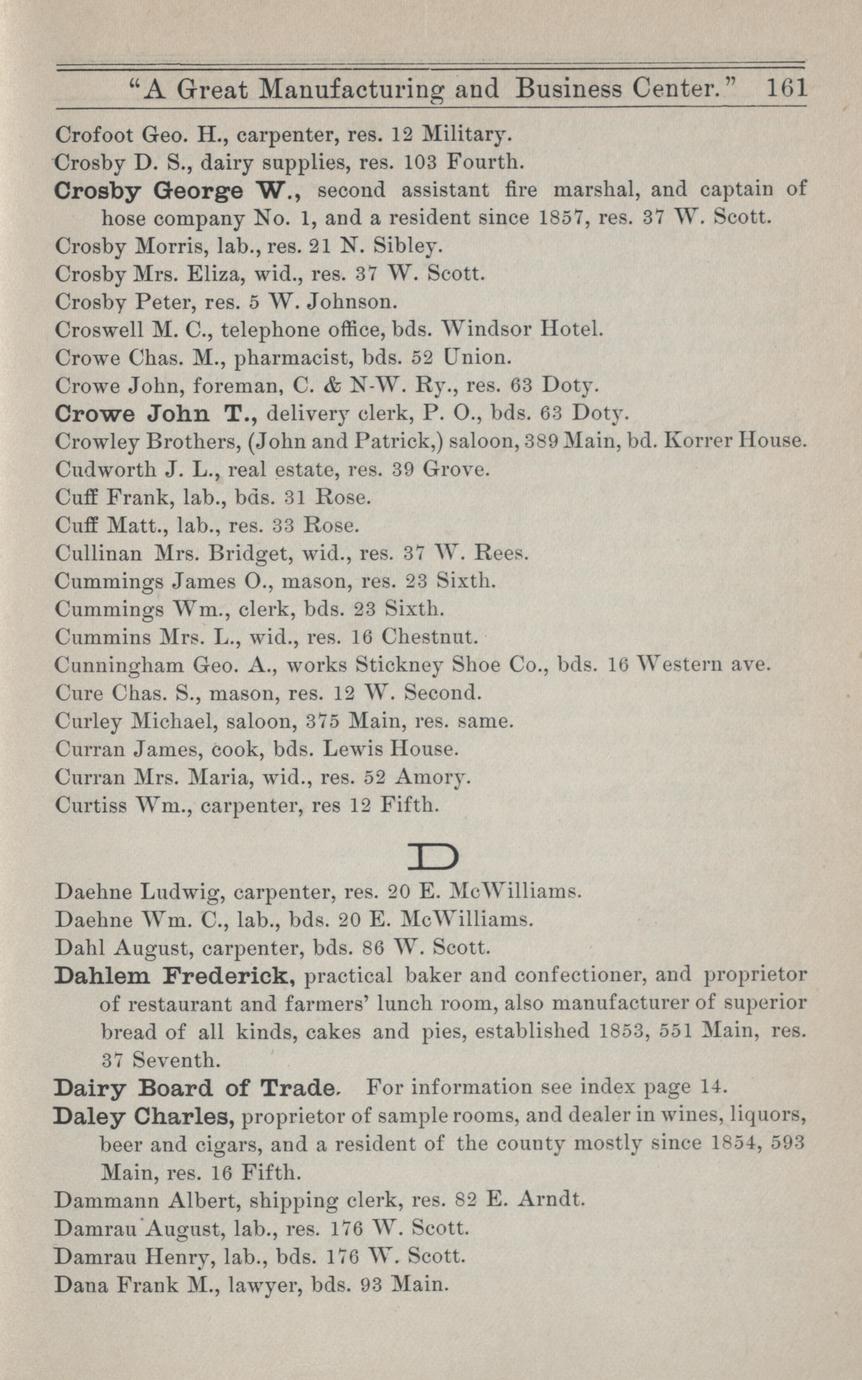 "A Great Manufacturing and Business Center." 161
Crofoot Geo. H., carpenter, res. 12 Military.
Crosby D. S., dairy supplies, res. 103 Fourth.
Crosby George W., second assistant fire marshal, and captain of
hose company No. 1, and a resident since 1857, res. 37 W. Scott.
Crosby Morris, lab., res. 21 N. Sibley.
Crosby Mrs. Eliza, wid., res. 37 W. Scott.
Crosby Peter, res. 5 W. Johnson.
Croswell M. C., telephone office, bds. Windsor Hotel.
Crowe Chas. M., pharmacist, bds. 52 Union.
Crowe John, foreman, C. & N-W. Ry., res. 63 Doty.
Crowe John T., delivery clerk, P. O., bds. 63 Doty.
Crowley Brothers, (John and Patrick,) saloon, 389 Main, bd. Korrer House.
Cudworth J. L., real estate, res. 39 Grove.
Cuff Frank, lab., bds. 31 Rose.
Cuff Matt., lab., res. 33 Rose.
Cullinan Mrs. Bridget, wid., res. 37 W. Rees.
Cummings James O., mason, res. 23 Sixth.
Cummings Wm., clerk, bds. 23 Sixth.
Cummins Mrs. L., wid., res. 16 Chestnut.
Cunningham Geo. A., works Stickney Shoe Co., bds. 16 Western ave.
Cure Chas. S., mason, res. 12 W. Second.
Curley Michael, saloon, 375 Main, res. same.
Curran James, cook, bds. Lewis House.
Curran Mrs. Maria, wid., res. 52 Amory.
Curtiss Wm., carpenter, res 12 Fifth.
D
Daehne Ludwig, carpenter, res. 20 E. McWilliams.
Daehne Wm. C., lab., bds. 20 E. McWilliams.
Dahl August, carpenter, bds. 86 W. Scott.
Dahlem Frederick, practical baker and confectioner, and proprietor
of restaurant and farmers' lunch room, also manufacturer of superior
bread of all kinds, cakes and pies, established 1853, 551 Main, res.
37 Seventh.
Dairy Board of Trade. For information see index page 14.
Daley Charles, proprietor of sample rooms, and dealer in wines, liquors,
beer and cigars, and a resident of the county mostly since 1854, 593
Main, res. 16 Fifth.
Dammann Albert, shipping clerk, res. 82 E. Arndt.
Damrau August, lab., res. 176 W. Scott.
Damrau Henry, lab., bds. 176 W. Scott.
Dana Frank M., lawyer, bds. 93 Main.